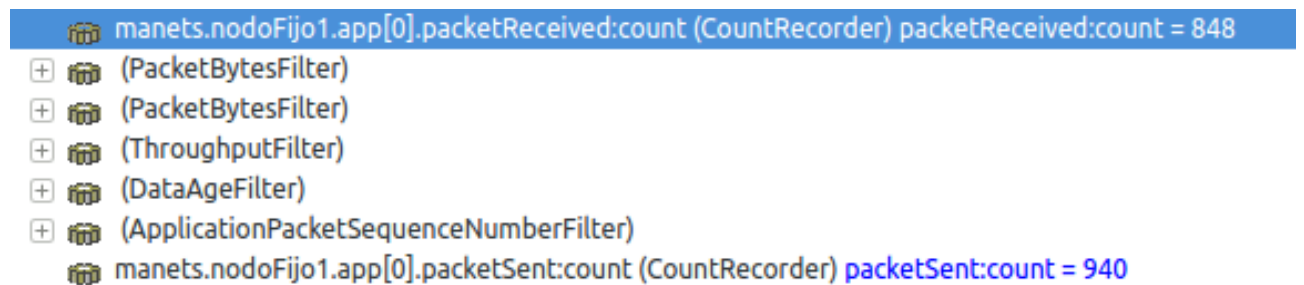 manets.nodoFijo1.app[0].packetReceived:count (CountRecorder) packetReceived:count = 848
(PacketBytesFilter)
(PacketBytesFilter)
(ThroughputFilter)
(DataAgeFilter)
(ApplicationPacketSequenceNumberFilter)
manets.nodoFijo1.app[0].packetSent:count (CountRecorder) packetSent:count = 940